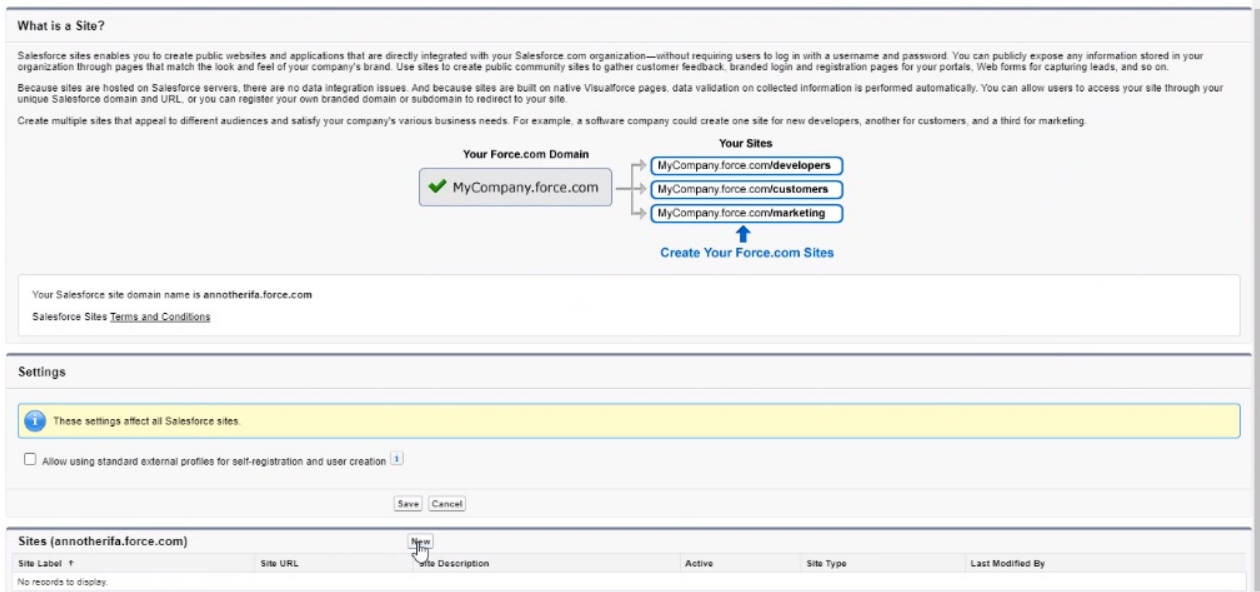 What is a Site?
Salesforce sites enables you to create public websites and applications that are directly integrated with your Salesforce.com organization—without requiring users to log in with a username and password. You can publicly expose any information stored in your
organization through pages that match the look and feel of your company's brand. Use sites to create public community sites to gather customer feedback, branded login and registration pages for your portals, Web forms for capturing leads, and so on.
Because sites are hosted on Salesforce servers, there are no data integration issues. And because sites are built on native Visualforce pages, data validation on collected information is performed automatically. You can allow users to access your site through your
unique Salesforce domain and URL, or you can register your own branded domain or subdomain to redirect to your site.
Create multiple sites that appeal to different audiences and satisfy your company's various business needs. For example, a software company could create one site for new developers, another for customers, and a third for marketing.
Your Force.com Domain
MyCompany.force.com
Your Sites
MyCompany.force.com/developers
MyCompany.force.com/customers
MyCompany.force.com/marketing
Create Your Force.com Sites
Your Salesforce site domain name is annotherifa.force.com
Salesforce Sites Terms and Conditions
Settings
These settings affect all Salesforce sites.
Allow using standard external profiles for self-registration and user creation i
Save Cancel
Sites (annotherifa.force.com) New
Site Label ↑ Site URL Site Description Active Site Type Last Modified By
No records to display.